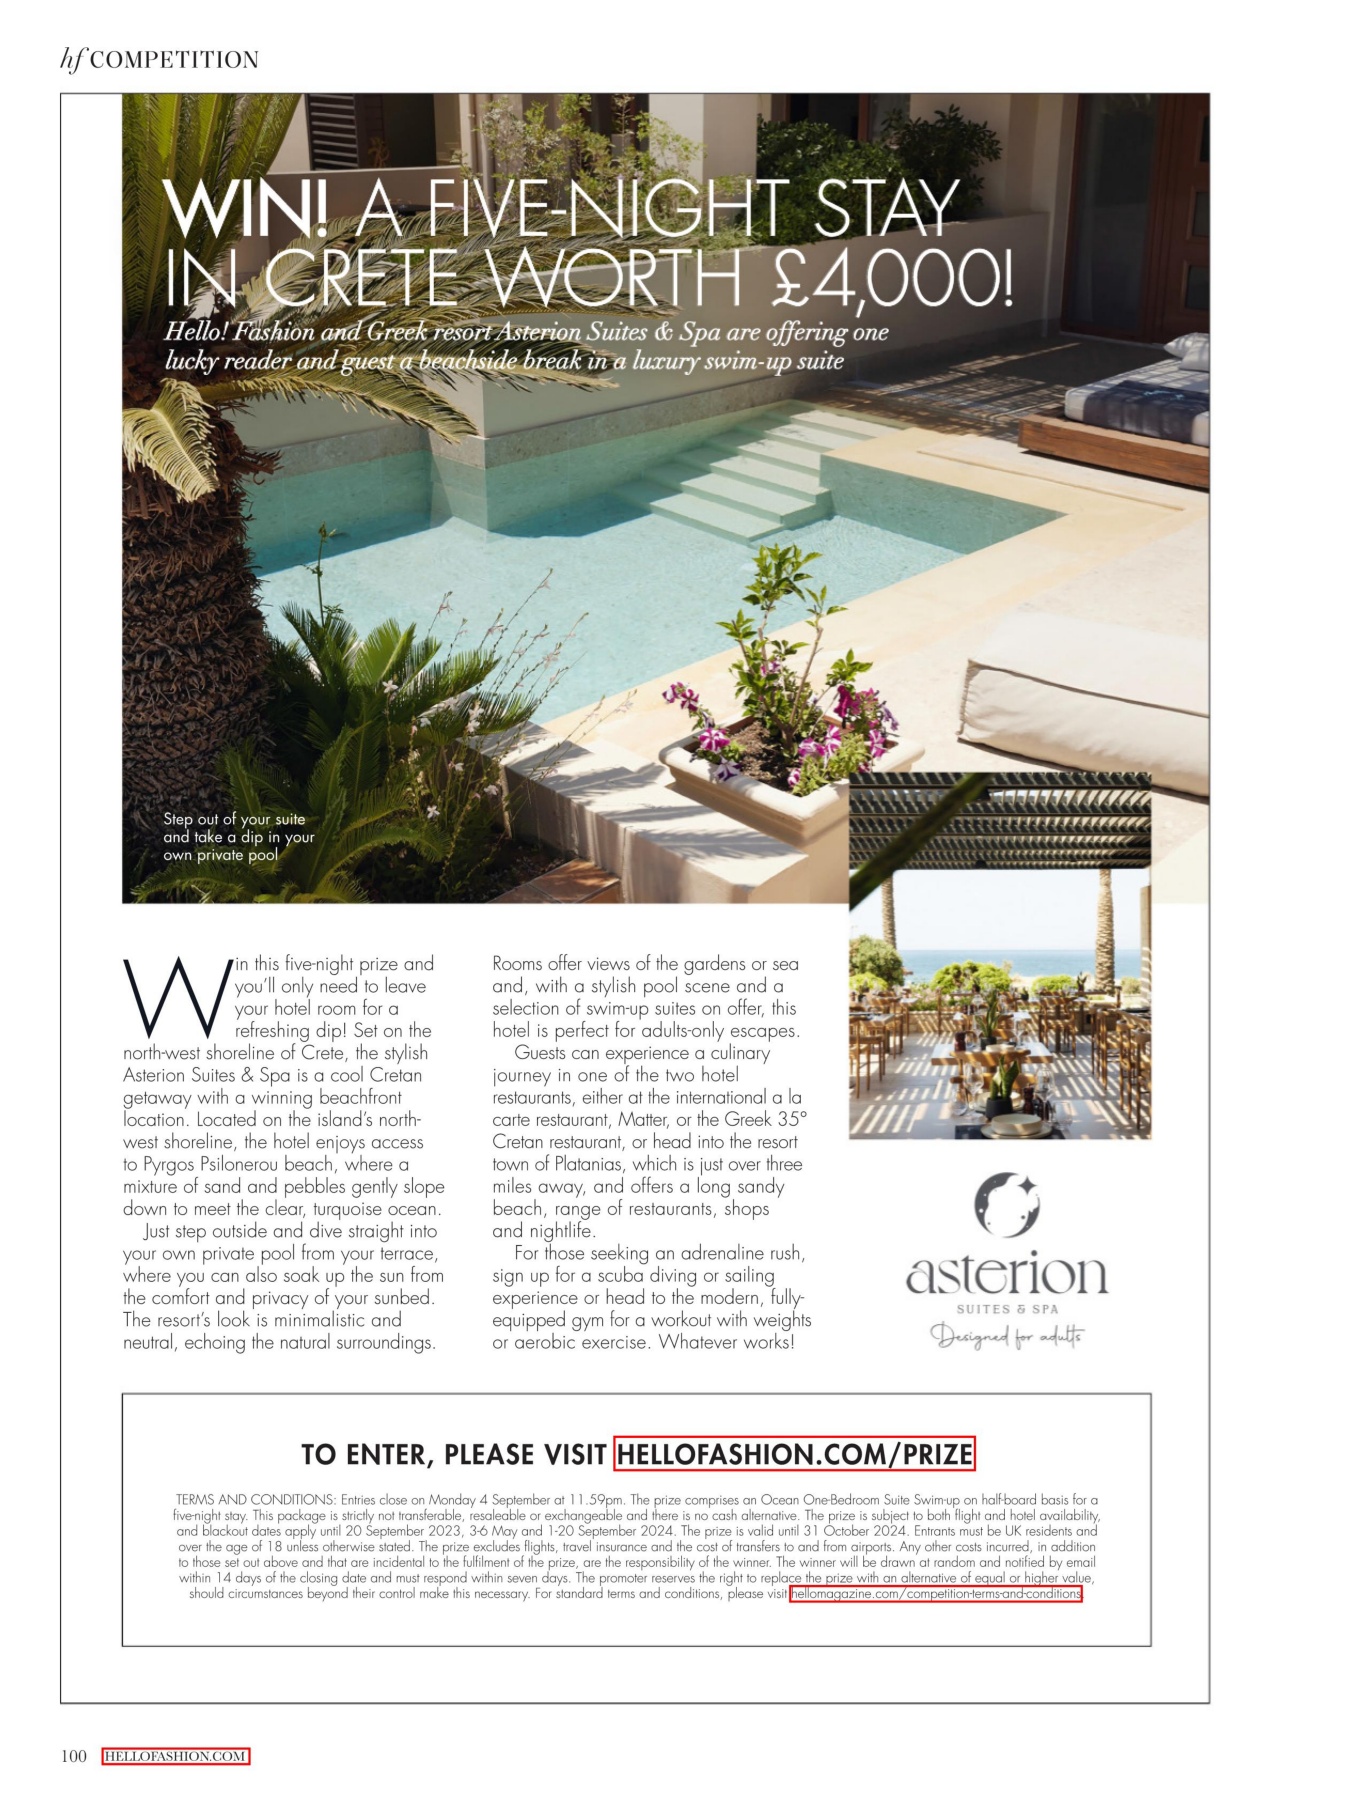 hf COMPETITION
WIN! A FIVE-NIGHT STAY
IN CRETE WORTH £4,000!
Hello! Fashion and Greek resort Asterion Suites & Spa are offering one
lucky reader and guest a beachside break in a luxury swim-up suite
Step out of your suite
and take a dip in your
own private pool
Win this five-night prize and
you'll only need to leave
your hotel room for a
refreshing dip! Set on the
north-west shoreline of Crete, the stylish
Asterion Suites & Spa is a cool Cretan
getaway with a winning beachfront
location. Located on the island's north-
west shoreline, the hotel enjoys access
to Pyrgos Psilonerou beach, where a
mixture of sand and pebbles gently slope
down to meet the clear, turquoise ocean.
Just step outside and dive straight into
your own private pool from your terrace,
where you can also soak up the sun from
the comfort and privacy of your sunbed.
The resort's look is minimalistic and
neutral, echoing the natural surroundings.
Rooms offer views of the gardens or sea
and, with a stylish pool scene and a
selection of swim-up suites on offer, this
hotel is perfect for adults-only escapes.
Guests can experience a culinary
journey in one of the two hotel
restaurants, either at the international a la
carte restaurant, Matter, or the Greek 35°
Cretan restaurant, or head into the resort
town of Platanias, which is just over three
miles away, and offers a long sandy
beach, range of restaurants, shops
and nightlife.
For those seeking an adrenaline rush,
sign up for a scuba diving or sailing
experience or head to the modern, fully-
equipped gym for a workout with weights
or aerobic exercise. Whatever works!
asterion
SUITES & SPA
Designed for adults
TO ENTER, PLEASE VISIT HELLOFASHION.COM/PRIZE
TERMS AND CONDITIONS: Entries close on Monday 4 September at 11.59pm. The prize comprises an Ocean One-Bedroom Suite Swim-up on half-board basis for a
five-night stay. This package is strictly not transferable, resaleable or exchangeable and there is no cash alternative. The prize is subject to both flight and hotel availability,
and blackout dates apply until 20 September 2023, 3-6 May and 1-20 September 2024. The prize is valid until 31 October 2024. Entrants must be UK residents and
over the age of 18 unless otherwise stated. The prize excludes flights, travel insurance and the cost of transfers to and from airports. Any other costs incurred, in addition
to those set out above and that are incidental to the fulfilment of the prize, are the responsibility of the winner. The winner will be drawn at random and notified by email
within 14 days of the closing date and must respond within seven days. The promoter reserves the right to replace the prize with an alternative of equal or higher value,
should circumstances beyond their control make this necessary. For standard terms and conditions, please visit hellomagazine.com/competition-terms-and-conditions.
100 HELLOFASHION.COM